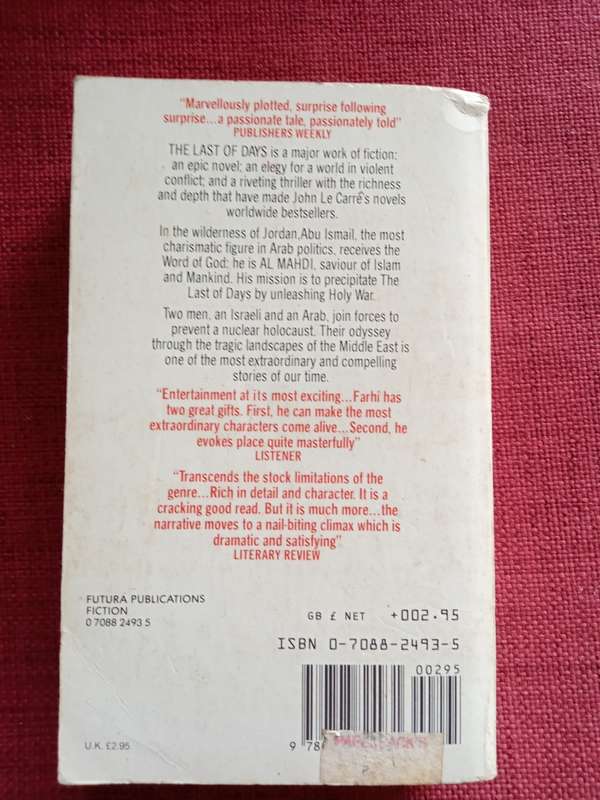 "Marvellously plotted, surprise following
surprise...a passionate tale, passionately told"
PUBLISHERS WEEKLY
THE LAST OF DAYS is a major work of fiction:
an epic novel; an elegy for a world in violent
conflict; and a riveting thriller with the richness
and depth that have made John Le Carré's novels
worldwide bestsellers.
In the wilderness of Jordan,Abu Ismail, the most
charismatic figure in Arab politics, receives the
Word of God: he is AL MAHDI, saviour of Islam
and Mankind. His mission is to precipitate The
Last of Days by unleashing Holy War.
Two men, an Israeli and an Arab, join forces to
prevent a nuclear holocaust. Their odyssey
through the tragic landscapes of the Middle East is
one of the most extraordinary and compelling
stories of our time.
"Entertainment at its most exciting...Farhi has
two great gifts. First, he can make the most
extraordinary characters come alive...Second, he
evokes place quite masterfully"
LISTENER
"Transcends the stock limitations of the
genre...Rich in detail and character. It is a
cracking good read. But it is much more...the
narrative moves to a nail-biting climax which is
dramatic and satisfying"
LITERARY REVIEW
FUTURA PUBLICATIONS
FICTION
0 7088 2493 5
GB £ NET +002.95
ISBN 0-7088-2493-5
00295
9 78
U.K. £2.95